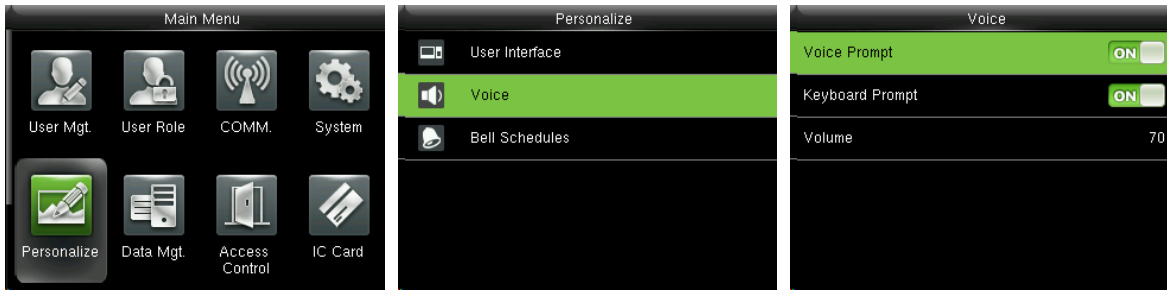 Main Menu
User Mgt.
User Role
COMM.
System
Personalize
Data Mgt.
Access
Control
IC Card
Personalize
User Interface
Voice
Bell Schedules
Voice
Voice Prompt ON
Keyboard Prompt ON
Volume 70